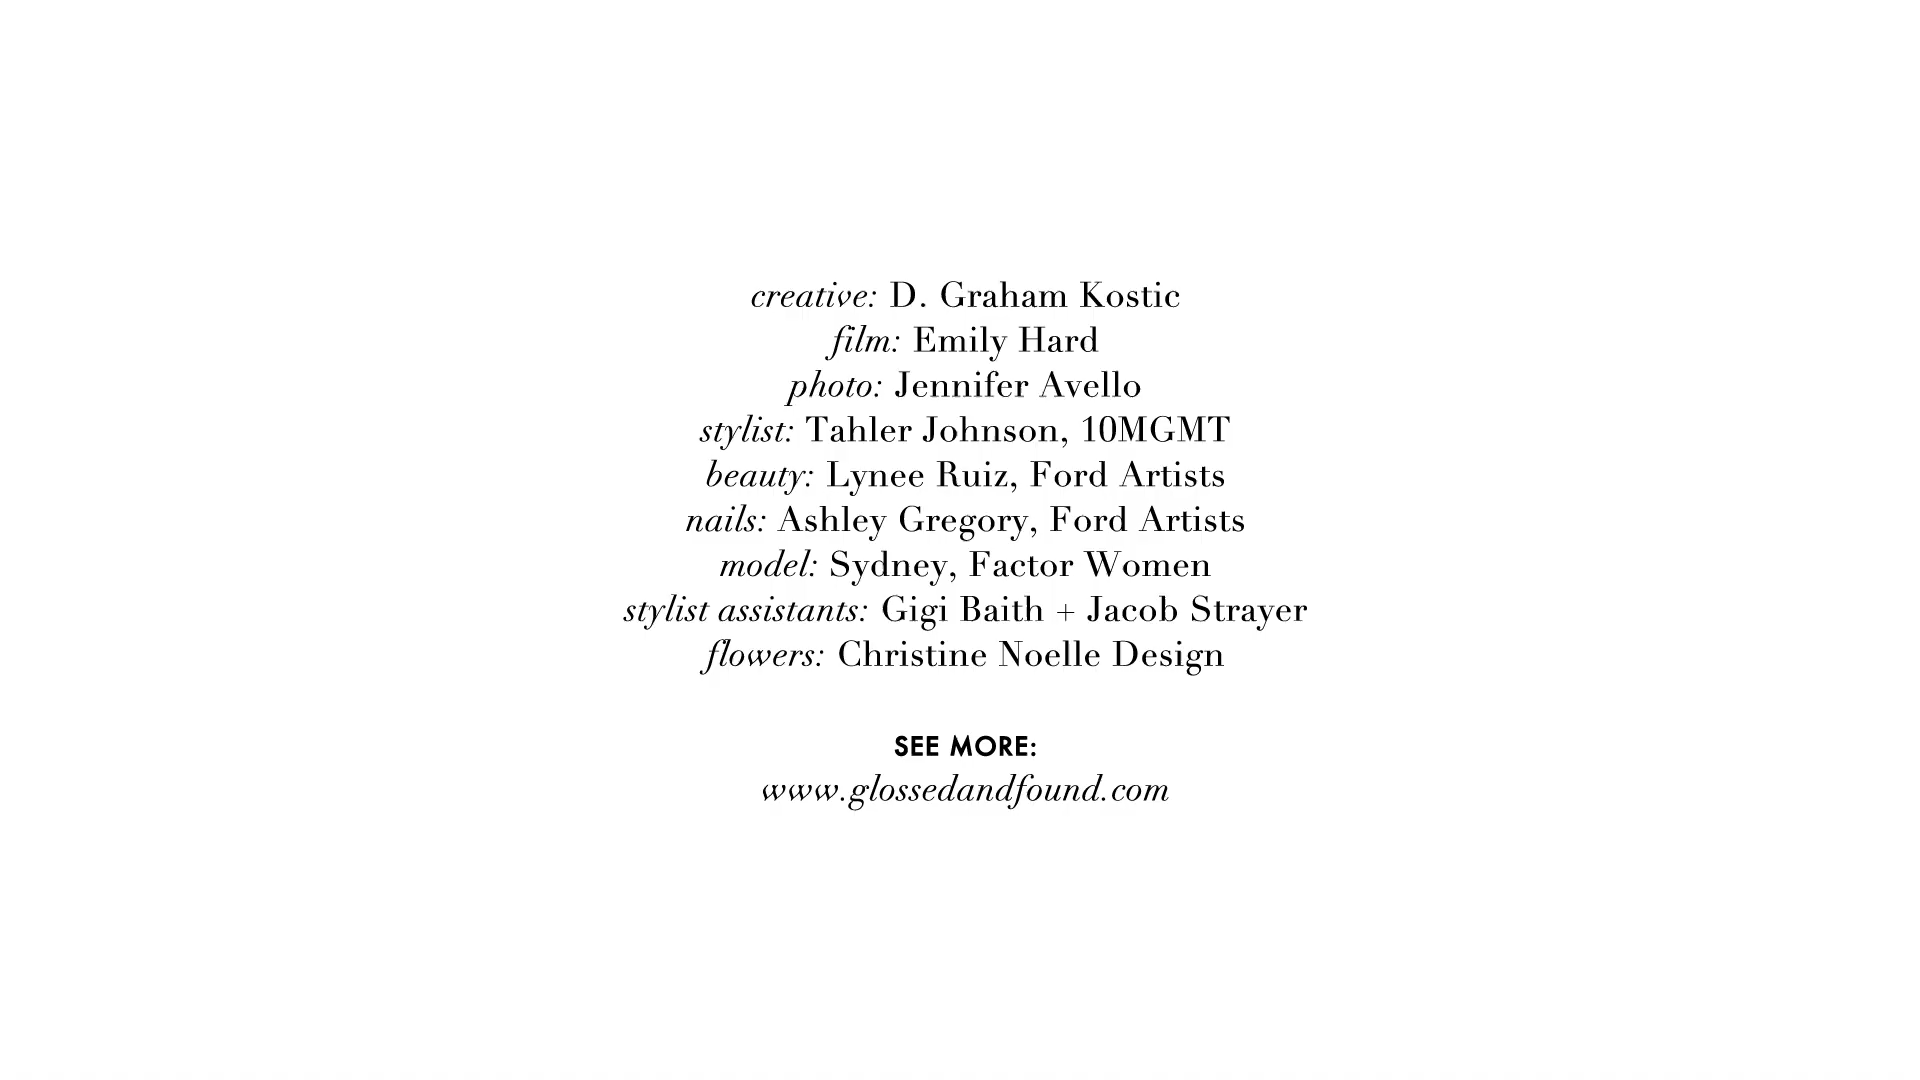 creative: D. Graham Kostic
film: Emily Hard
photo: Jennifer Avello
stylist: Tahler Johnson, 10MGMT
beauty: Lynee Ruiz, Ford Artists
nails: Ashley Gregory, Ford Artists
model: Sydney, Factor Women
stylist assistants: Gigi Baith + Jacob Strayer
flowers: Christine Noelle Design
SEE MORE:
www.glossedandfound.com